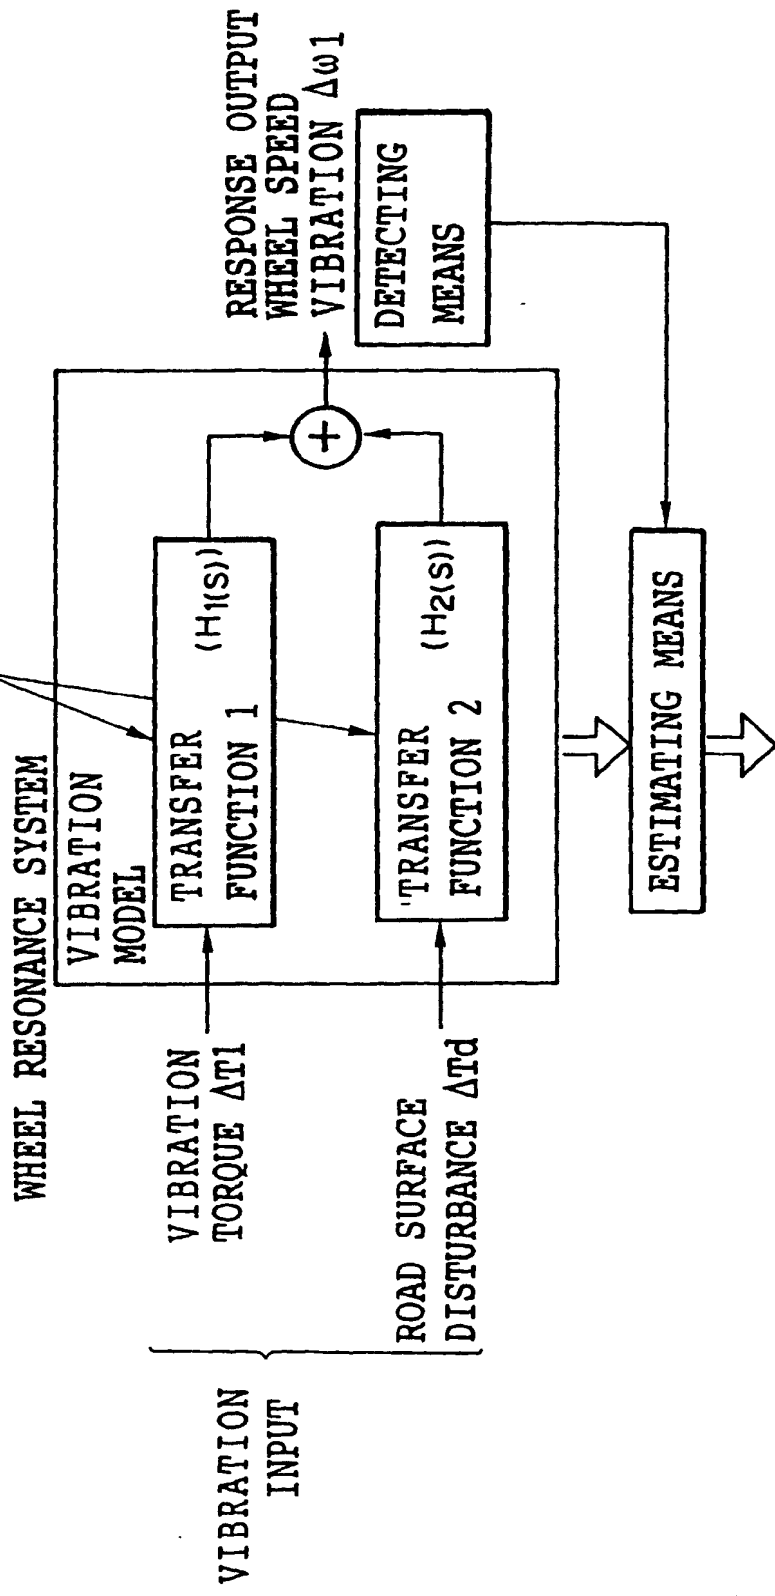 WHEEL RESONANCE SYSTEM
VIBRATION
MODEL
VIBRATION
INPUT
VIBRATION
TORQUE ΔT1
ROAD SURFACE
DISTURBANCE ΔTd
TRANSFER
FUNCTION 1
(H1(S))
TRANSFER
FUNCTION 2
(H2(S))
+
RESPONSE OUTPUT
WHEEL SPEED
VIBRATION Δω1
DETECTING
MEANS
ESTIMATING MEANS